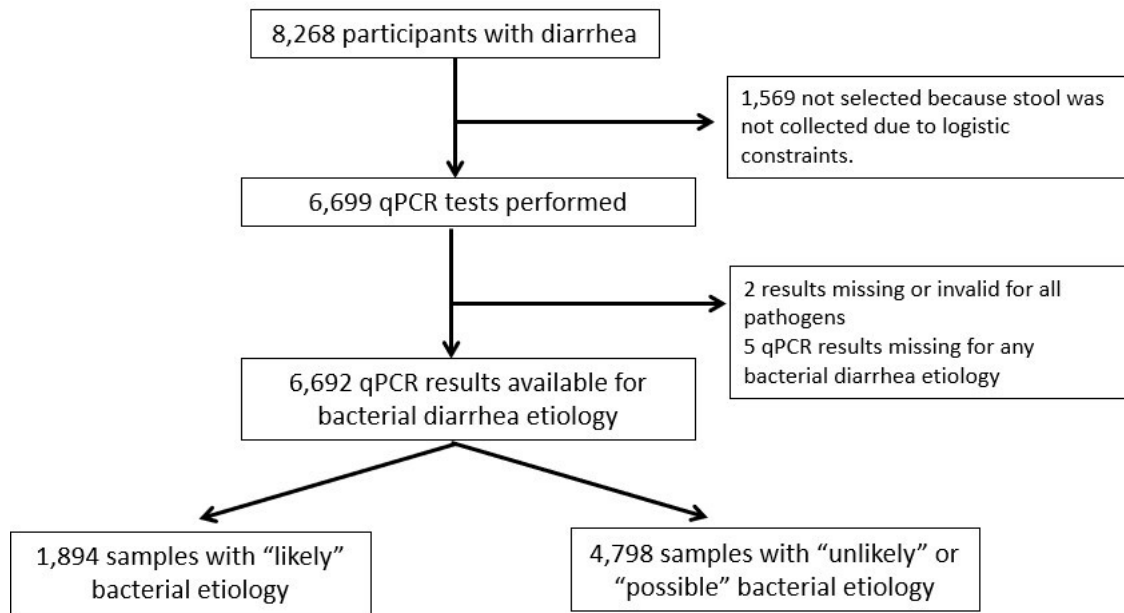 8,268 participants with diarrhea
1,569 not selected because stool was
not collected due to logistic
constraints.
6,699 qPCR tests performed
2 results missing or invalid for all
pathogens
5 qPCR results missing for any
bacterial diarrhea etiology
6,692 qPCR results available for
bacterial diarrhea etiology
1,894 samples with “likely”
bacterial etiology
4,798 samples with “unlikely” or
“possible” bacterial etiology